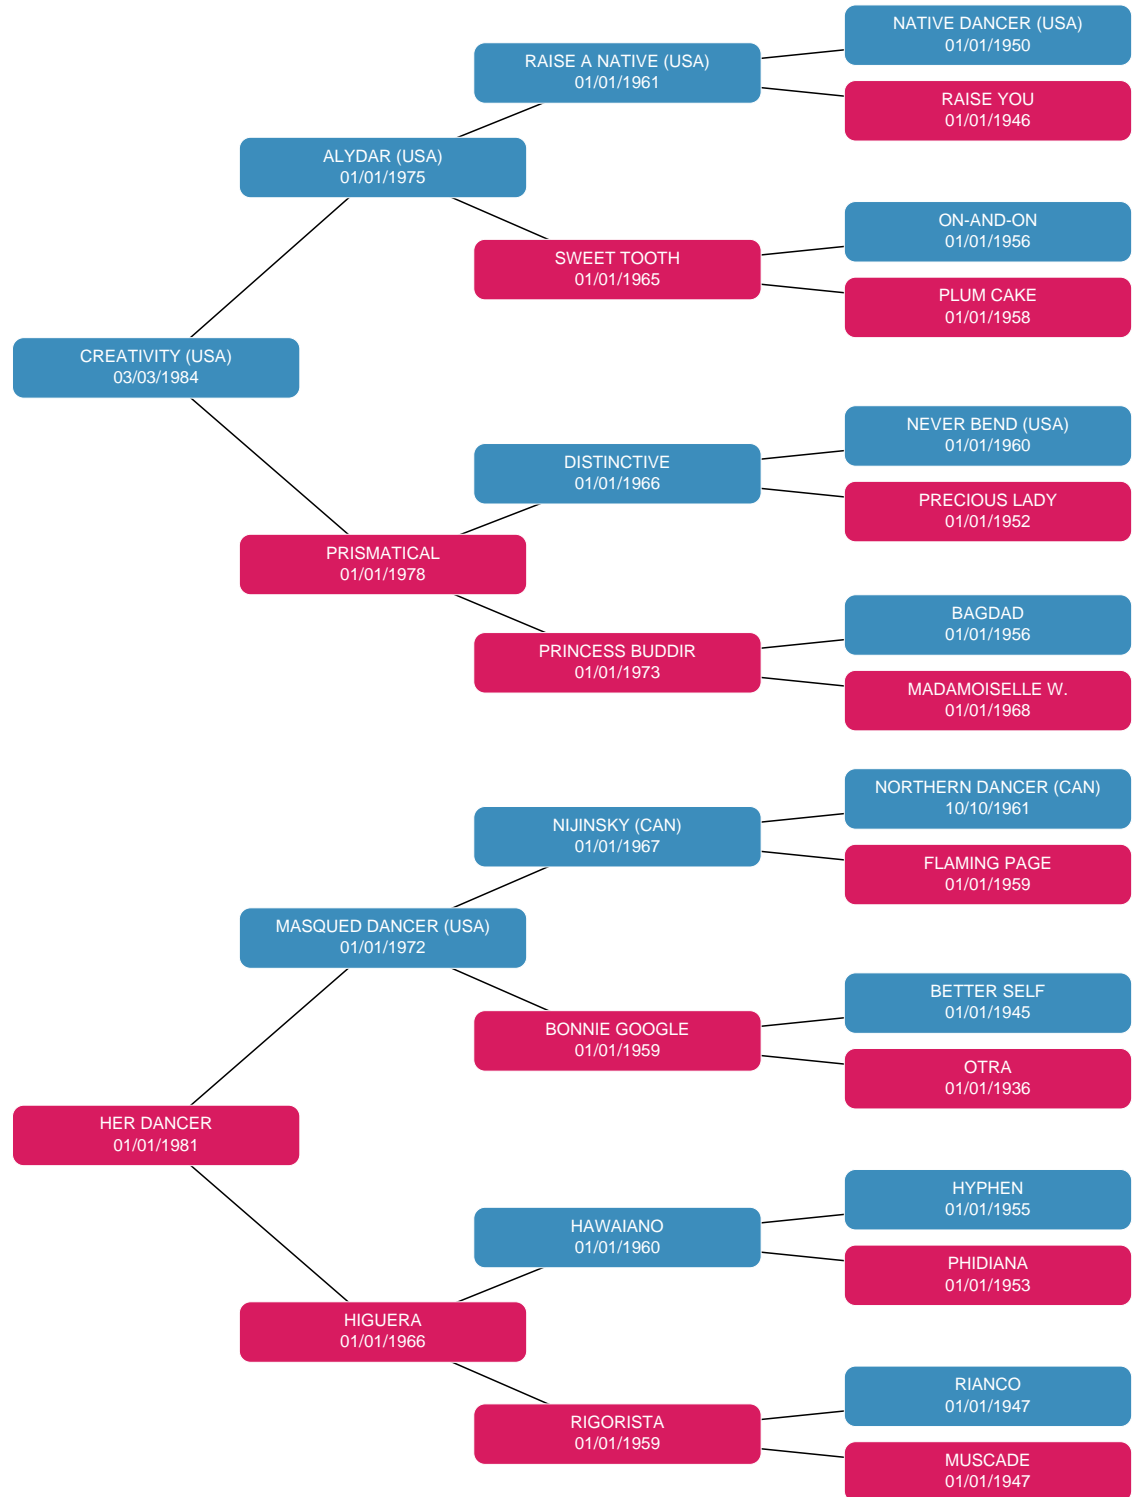 NATIVE DANCER (USA)
01/01/1950
RAISE A NATIVE (USA)
01/01/1961
RAISE YOU
01/01/1946
ALYDAR (USA)
01/01/1975
ON-AND-ON
01/01/1956
SWEET TOOTH
01/01/1965
PLUM CAKE
01/01/1958
CREATIVITY (USA)
03/03/1984
NEVER BEND (USA)
01/01/1960
DISTINCTIVE
01/01/1966
PRECIOUS LADY
01/01/1952
PRISMATICAL
01/01/1978
BAGDAD
01/01/1956
PRINCESS BUDDIR
01/01/1973
MADAMOISELLE W.
01/01/1968
NORTHERN DANCER (CAN)
10/10/1961
NIJINSKY (CAN)
01/01/1967
FLAMING PAGE
01/01/1959
MASQUED DANCER (USA)
01/01/1972
BETTER SELF
01/01/1945
BONNIE GOOGLE
01/01/1959
OTRA
01/01/1936
HER DANCER
01/01/1981
HYPHEN
01/01/1955
HAWAIANO
01/01/1960
PHIDIANA
01/01/1953
HIGUERA
01/01/1966
RIANCO
01/01/1947
RIGORISTA
01/01/1959
MUSCADE
01/01/1947